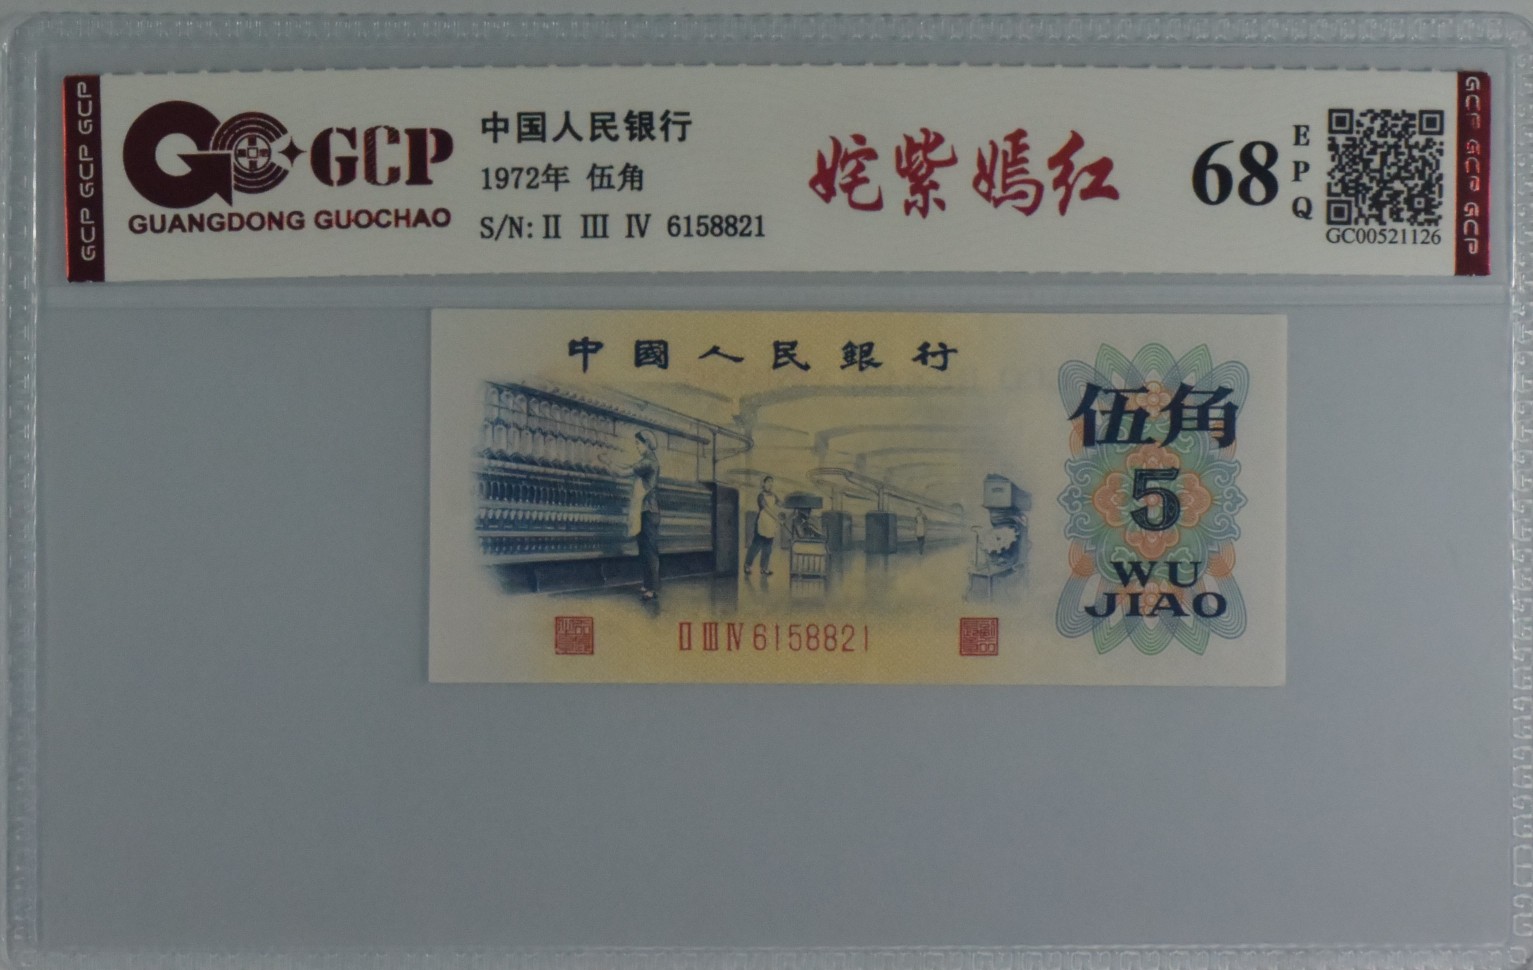 GCP GCP GCP
GCP
GUANGDONG GUOCHAO
中国人民银行
1972年 伍角
S/N: II III IV 6158821
姹紫嫣红
68
EPQ
GC00521126
GCP GCP GCP
中國人民銀行
伍角
5
WU
JIAO
II III IV 6158821